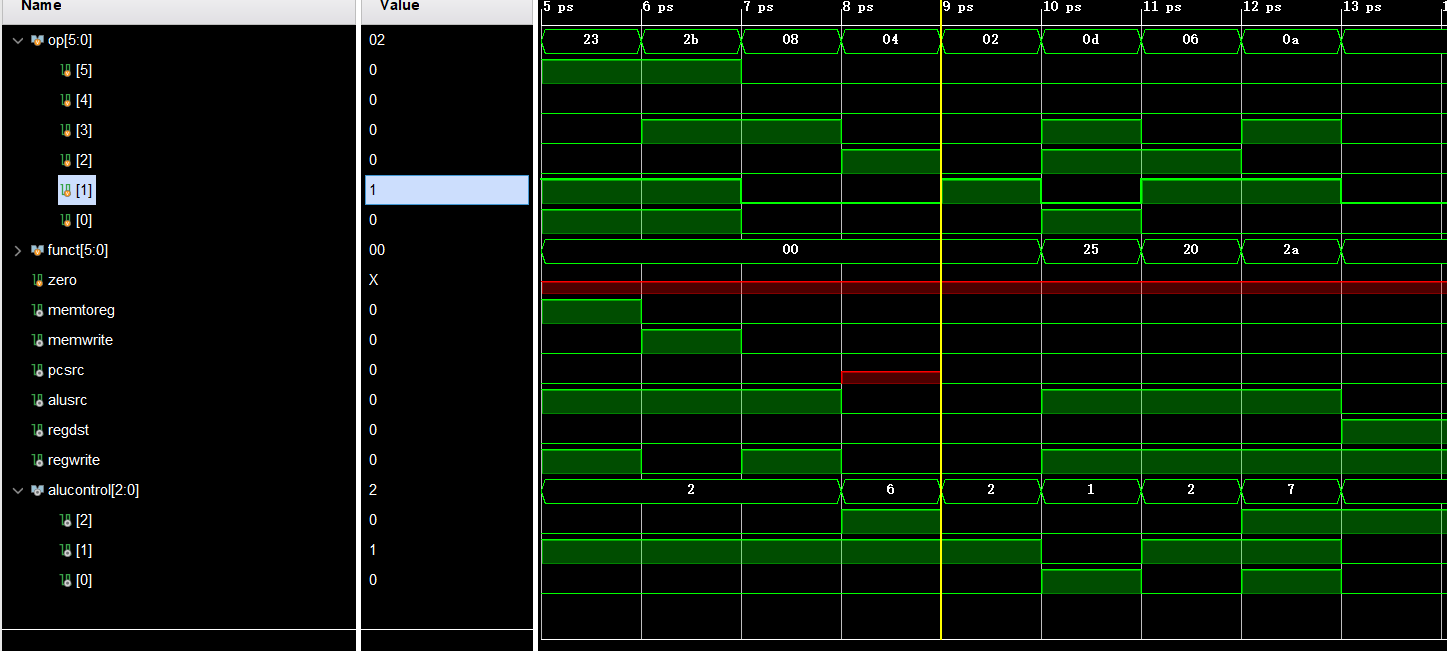 Name Value 5 ps 6 ps 7 ps 8 ps 9 ps 10 ps 11 ps 12 ps 13 ps
op[5:0] 02 23 2b 08 04 02 0d 06 0a
[5] 0
[4] 0
[3] 0
[2] 0
[1] 1
[0] 0
funct[5:0] 00 00 25 20 2a
zero X
memtoreg 0
memwrite 0
pcsrc 0
alusrc 0
regdst 0
regwrite 0
alucontrol[2:0] 2 2 6 2 1 2 7
[2] 0
[1] 1
[0] 0